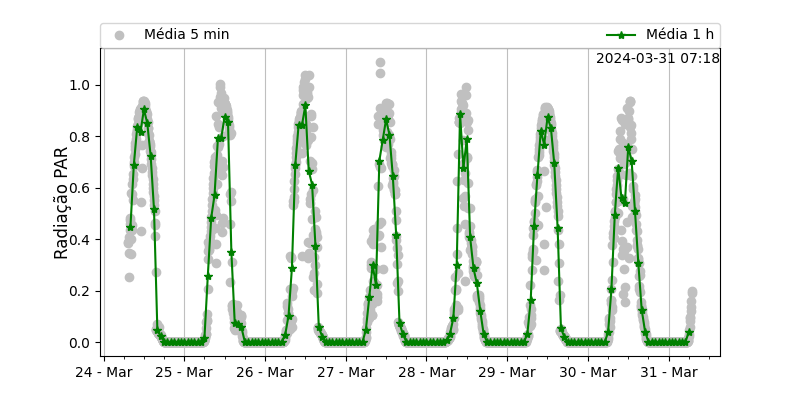 Média 5 min
Média 1 h
2024-03-31 07:18
Radiação PAR
1.0
0.8
0.6
0.4
0.2
0.0
24 - Mar
25 - Mar
26 - Mar
27 - Mar
28 - Mar
29 - Mar
30 - Mar
31 - Mar